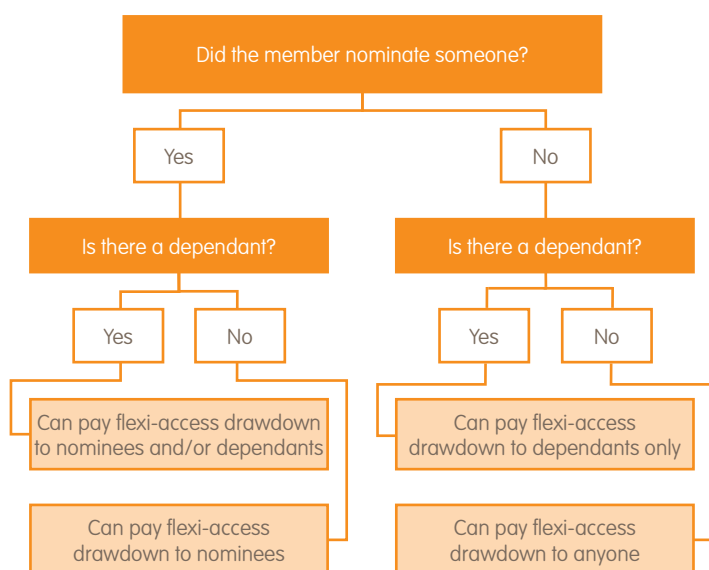 Did the member nominate someone?
Yes
No
Is there a dependant?
Is there a dependant?
Yes
No
Yes
No
Can pay flexi-access drawdown
to nominees and/or dependants
Can pay flexi-access
drawdown to dependants only
Can pay flexi-access
drawdown to nominees
Can pay flexi-access
drawdown to anyone